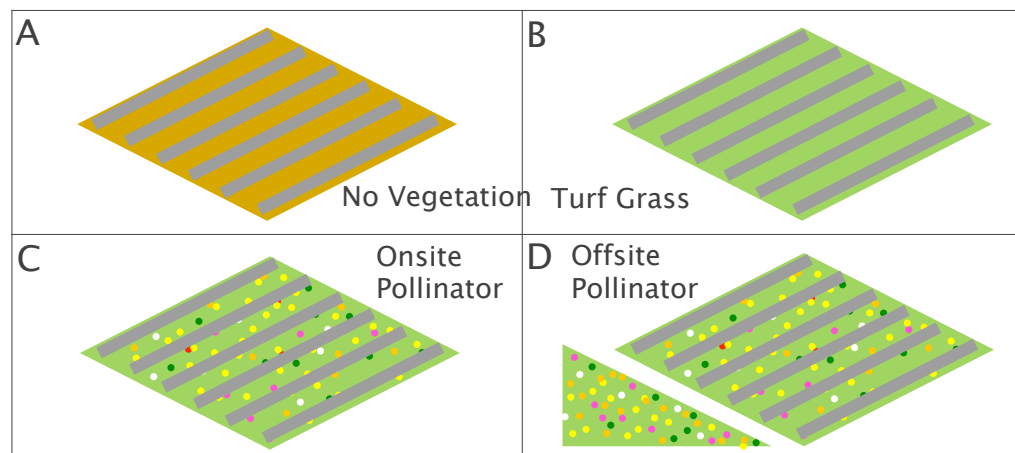 A
No Vegetation
B
Turf Grass
C
Onsite
Pollinator
D
Offsite
Pollinator